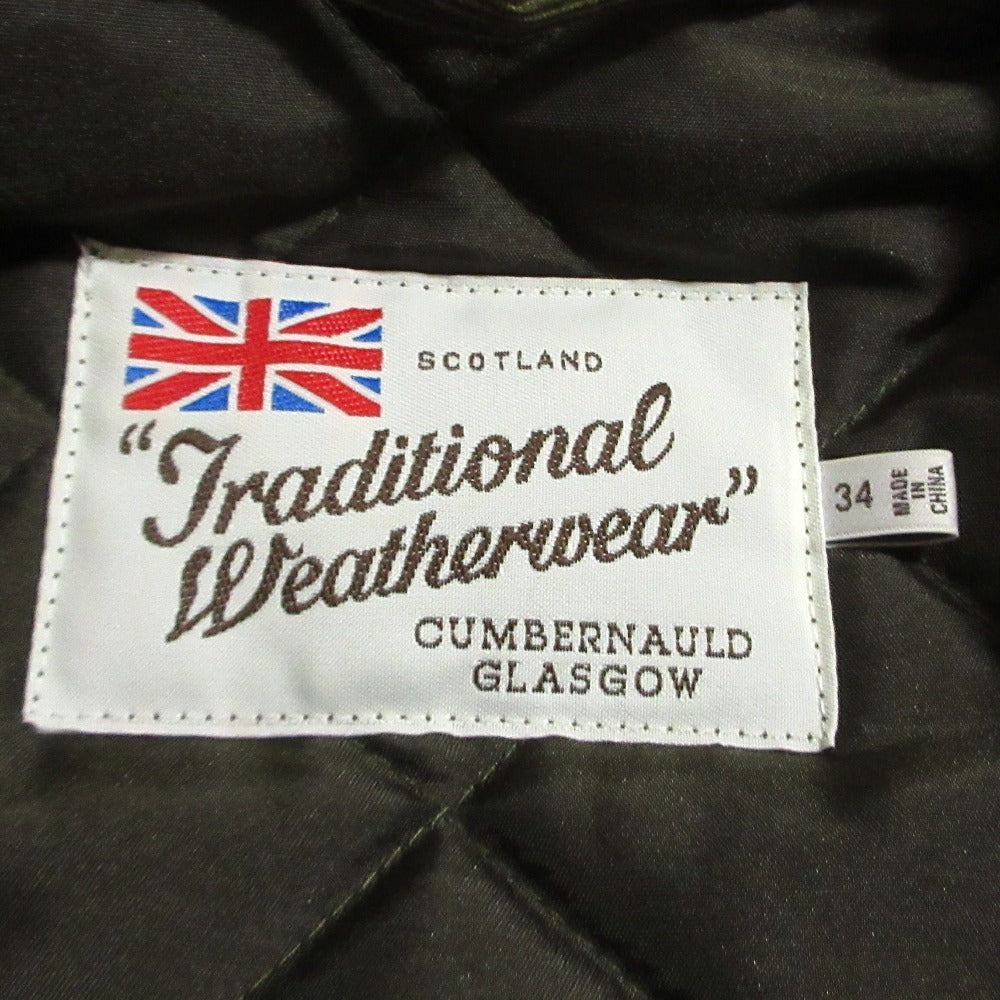 SCOTLAND
"Traditional
Weatherwear"
CUMBERNAULD
GLASGOW
34
MADE
IN
CHINA